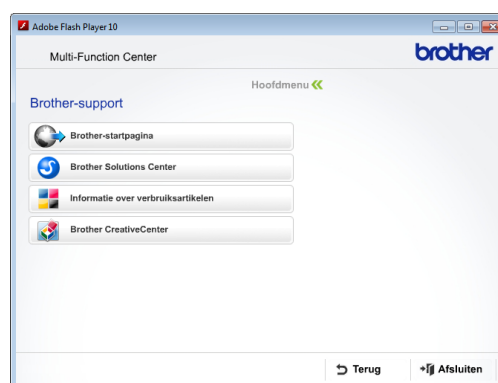 Adobe Flash Player 10
Multi-Function Center
brother
Hoofdmenu
Brother-support
Brother-startpagina
Brother Solutions Center
Informatie over verbruiksartikelen
Brother CreativeCenter
Terug
Afsluiten